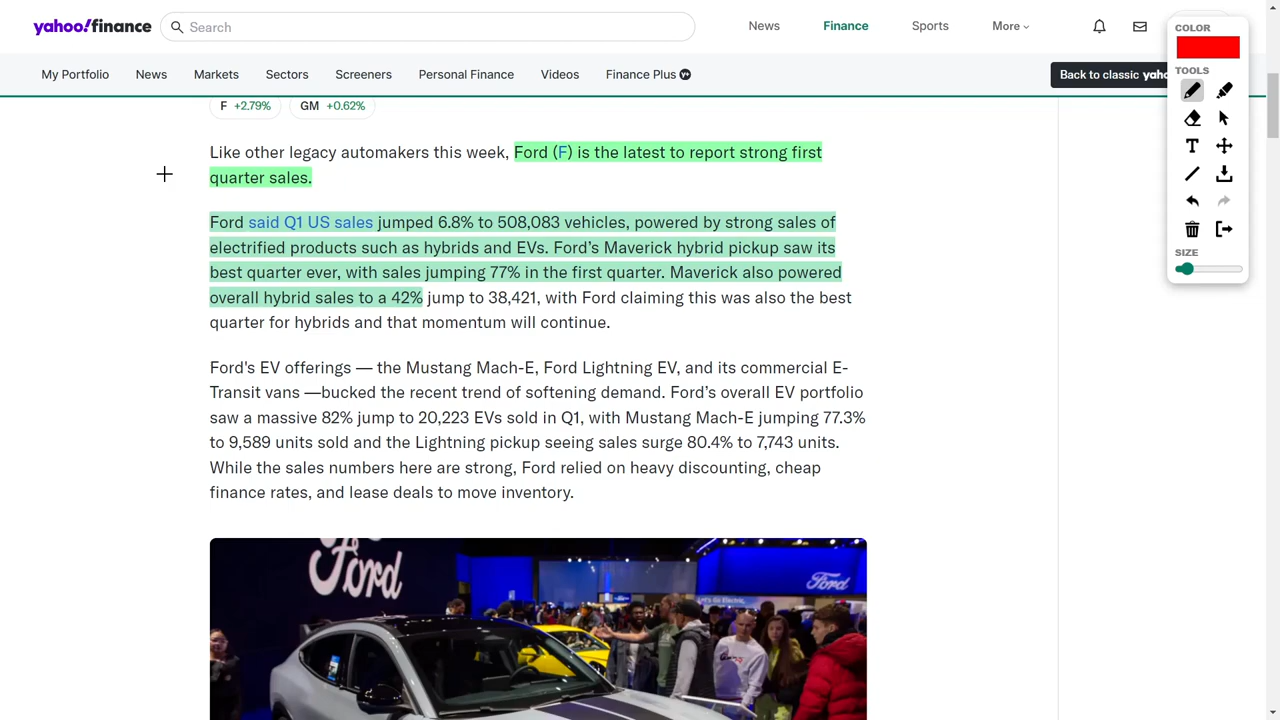 yahoo!finance
Search
News
Finance
Sports
More
My Portfolio
News
Markets
Sectors
Screeners
Personal Finance
Videos
Finance Plus
Back to classic yaho
F +2.79%
GM +0.62%
Like other legacy automakers this week, Ford (F) is the latest to report strong first
quarter sales.
Ford said Q1 US sales jumped 6.8% to 508,083 vehicles, powered by strong sales of
electrified products such as hybrids and EVs. Ford’s Maverick hybrid pickup saw its
best quarter ever, with sales jumping 77% in the first quarter. Maverick also powered
overall hybrid sales to a 42% jump to 38,421, with Ford claiming this was also the best
quarter for hybrids and that momentum will continue.
Ford's EV offerings — the Mustang Mach-E, Ford Lightning EV, and its commercial E-
Transit vans —bucked the recent trend of softening demand. Ford’s overall EV portfolio
saw a massive 82% jump to 20,223 EVs sold in Q1, with Mustang Mach-E jumping 77.3%
to 9,589 units sold and the Lightning pickup seeing sales surge 80.4% to 7,743 units.
While the sales numbers here are strong, Ford relied on heavy discounting, cheap
finance rates, and lease deals to move inventory.
Ford
Ford
COLOR
TOOLS
T
SIZE